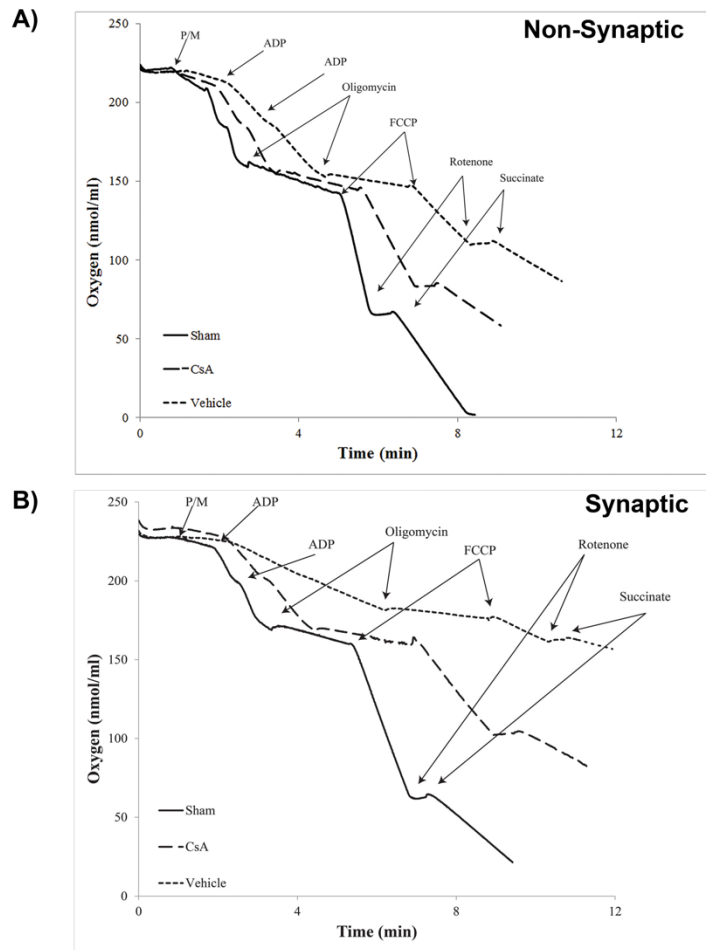 A)
Non-Synaptic
P/M
ADP
ADP
Oligomycin
FCCP
Rotenone
Succinate
250
200
150
100
50
0
Oxygen (nmol/ml)
Sham
CsA
Vehicle
0
4
8
12
Time (min)
B)
Synaptic
P/M
ADP
ADP
Oligomycin
FCCP
Rotenone
Succinate
250
200
150
100
50
0
Oxygen (nmol/ml)
Sham
CsA
Vehicle
0
4
8
12
Time (min)